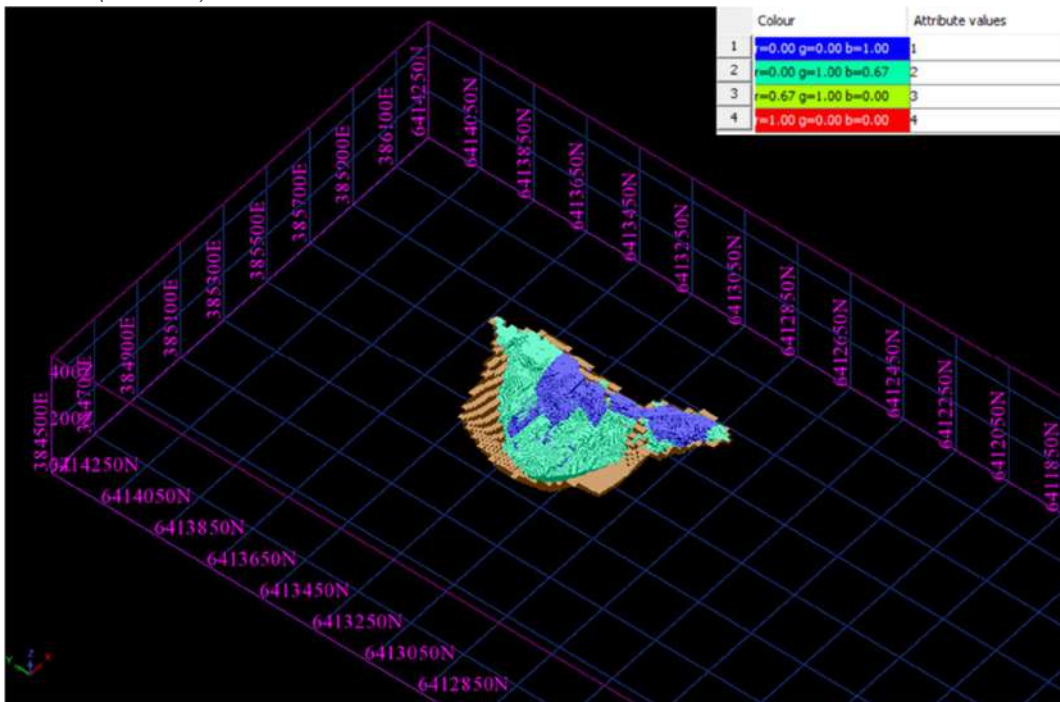 Colour Attribute values
1 r=0.00 g=0.00 b=1.00 1
2 r=0.00 g=1.00 b=0.67 2
3 r=0.67 g=1.00 b=0.00 3
4 r=1.00 g=0.00 b=0.00 4
6414250N
6414050N
6413850N
6413650N
6413450N
6413250N
6413050N
6412850N
6412650N
6412450N
6412250N
6412050N
6411850N
386100E
385900E
385700E
385500E
385300E
385100E
384900E
384700E
384500E
400
200
6414250N
6414050N
6413850N
6413650N
6413450N
6413250N
6413050N
6412850N
Y Z X